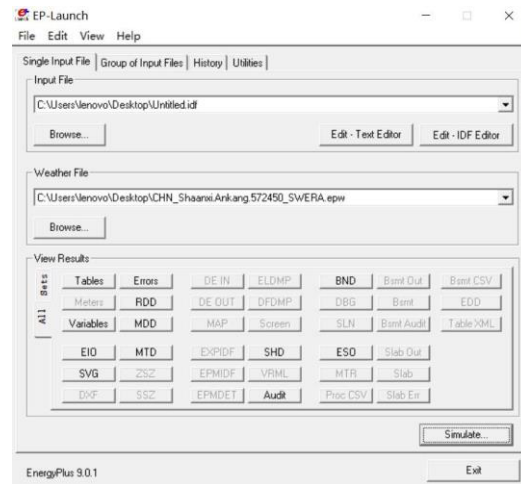 EP-Launch
File Edit View Help
Single Input File Group of Input Files History Utilities
Input File
C:\Users\lenovo\Desktop\Untitled.idf
Browse... Edit - Text Editor Edit - IDF Editor
Weather File
C:\Users\lenovo\Desktop\CHN_Shaanxi.Ankang.572450_SWERA.epw
Browse...
View Results
Sets
All
Tables Errors DE IN ELDMP BND Bsmt Out Bsmt CSV
Meters RDD DE OUT DFDMP DBG Bsmt EDD
Variables MDD MAP Screen SLN Bsmt Audit Table XML
EIO MTD EXPIDF SHD ESO Slab Out
SVG ZSZ EPMIDF VRML MTR Slab
DXF SSZ EPMDET Audit Proc CSV Slab Err
Simulate...
EnergyPlus 9.0.1 Exit